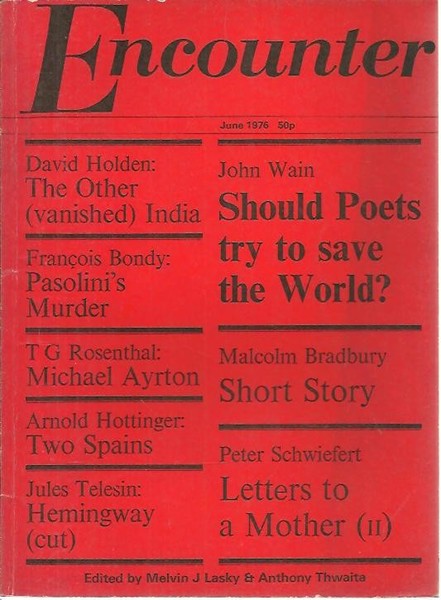 Encounter
June 1976 50p
David Holden:
The Other
(vanished) India
François Bondy:
Pasolini's
Murder
T G Rosenthal:
Michael Ayrton
Arnold Hottinger:
Two Spains
Jules Telesin:
Hemingway
(cut)
John Wain
Should Poets
try to save
the World?
Malcolm Bradbury
Short Story
Peter Schwiefert
Letters to
a Mother (II)
Edited by Melvin J Lasky & Anthony Thwaite